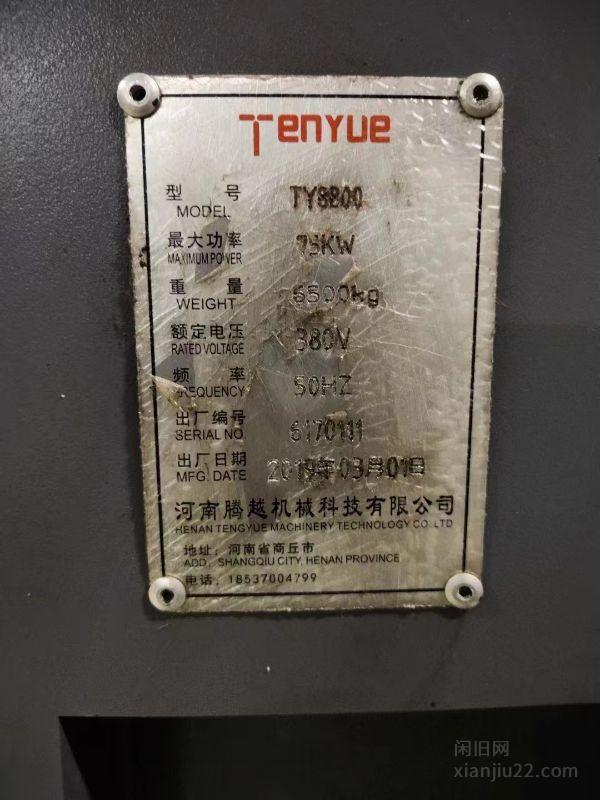 TENYUE
型 号 TY8800
MODEL
最大功率 75KW
MAXIMUM POWER
重 量 6500kg
WEIGHT
额定电压 380V
RATED VOLTAGE
频 率 50HZ
FREQUENCY
出厂编号 6170111
SERIAL NO.
出厂日期 2019年03月01日
MFG. DATE
河南腾越机械科技有限公司
HENAN TENGYUE MACHINERY TECHNOLOGY CO. LTD
地址：河南省商丘市
ADD, SHANGQIU CITY, HENAN PROVINCE
电话：18537004799
闲旧网
xianjiu22.com